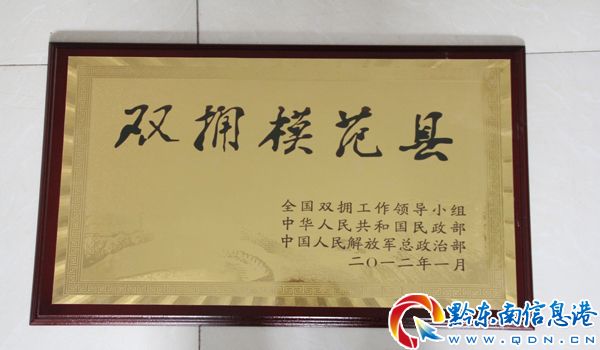 双拥模范县
全国双拥工作领导小组
中华人民共和国民政部
中国人民解放军总政治部
二〇一二年一月
黔东南信息港
www.QDN.CN